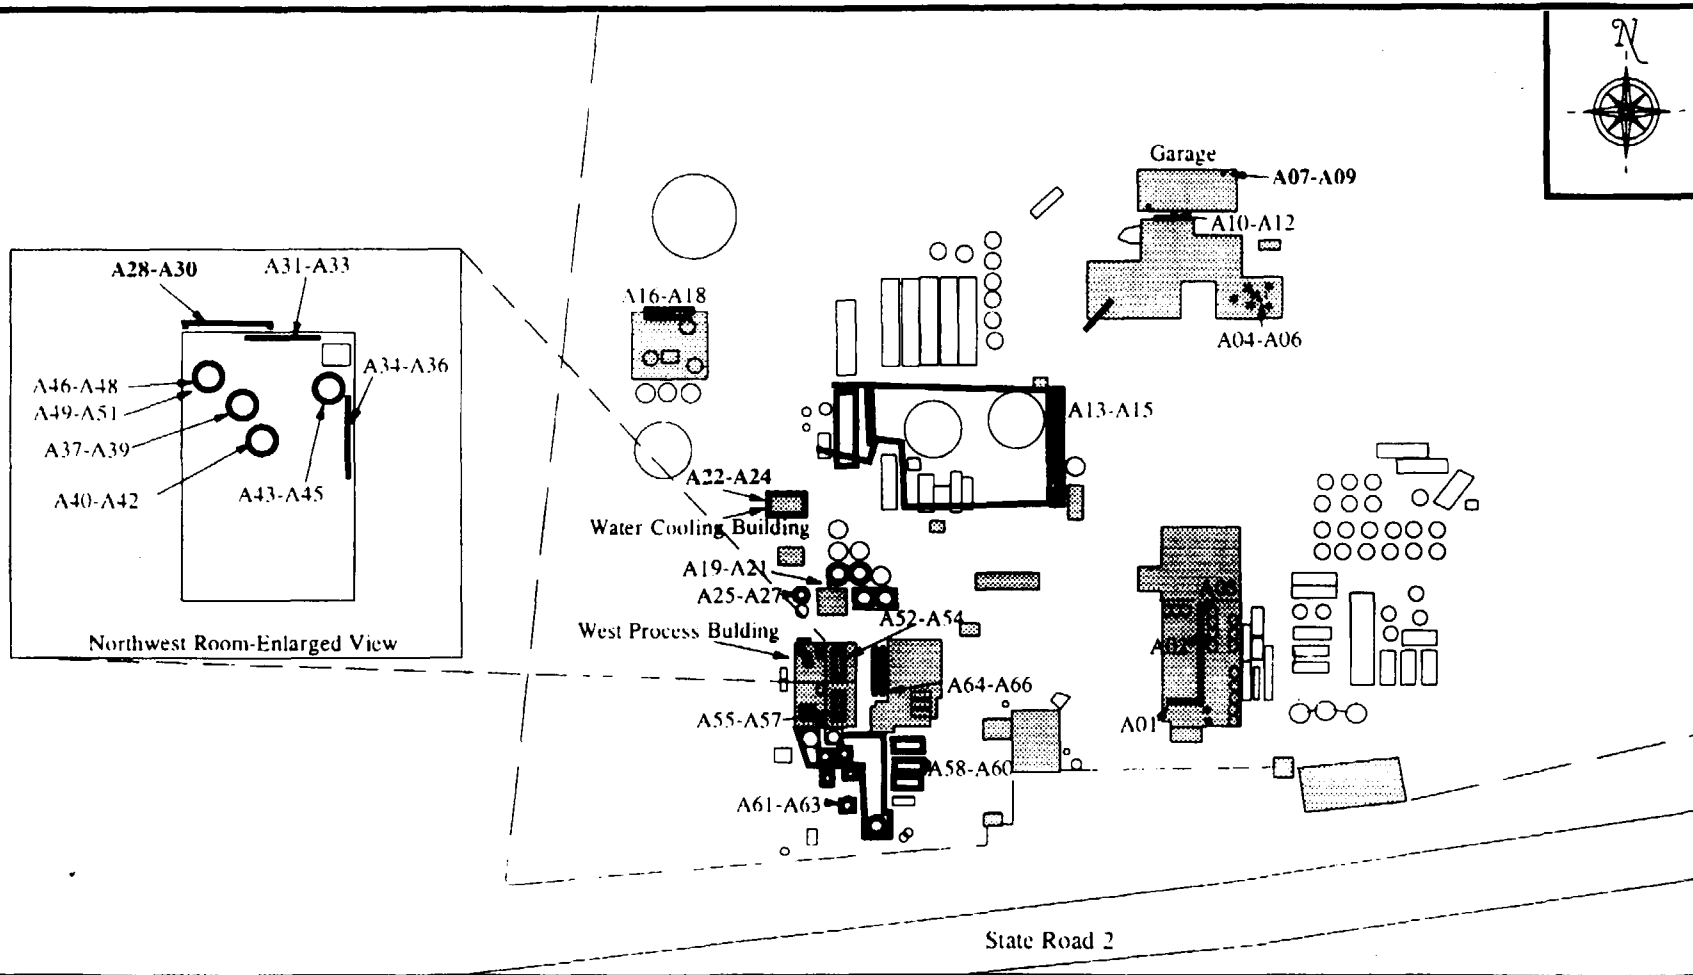 N
Garage
A07-A09
A10-A12
A28-A30
A31-A33
A16-A18
A04-A06
A34-A36
A46-A48
A49-A51
A13-A15
A37-A39
A22-A24
A43-A45
A40-A42
Water Cooling Building
A19-A21
A25-A27
A52-A54
West Process Bulding
Northwest Room-Enlarged View
A02
A64-A66
A55-A57
A01
A58-A60
A61-A63
State Road 2